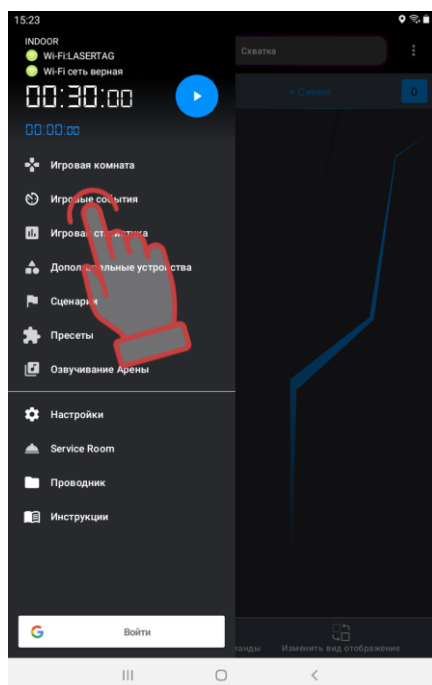 15:23
INDOOR
Wi-Fi:LASERTAG
Wi-Fi сеть верная
Схватка
00:30:00
+ Синие
0
00:00:00
Игровая комната
Игровые события
Игровая статистика
Дополнительные устройства
Сценарии
Пресеты
Озвучивание Арены
Настройки
Service Room
Проводник
Инструкции
Войти
Изменить вид отображение